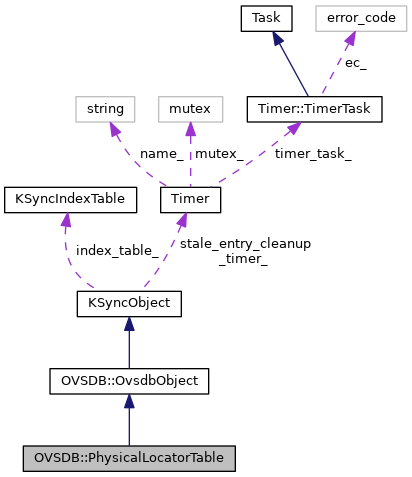 Task
error_code
ec_
string
mutex
Timer::TimerTask
name_
mutex_
timer_task_
KSyncIndexTable
Timer
index_table_
stale_entry_cleanup
_timer_
KSyncObject
OVSDB::OvsdbObject
OVSDB::PhysicalLocatorTable